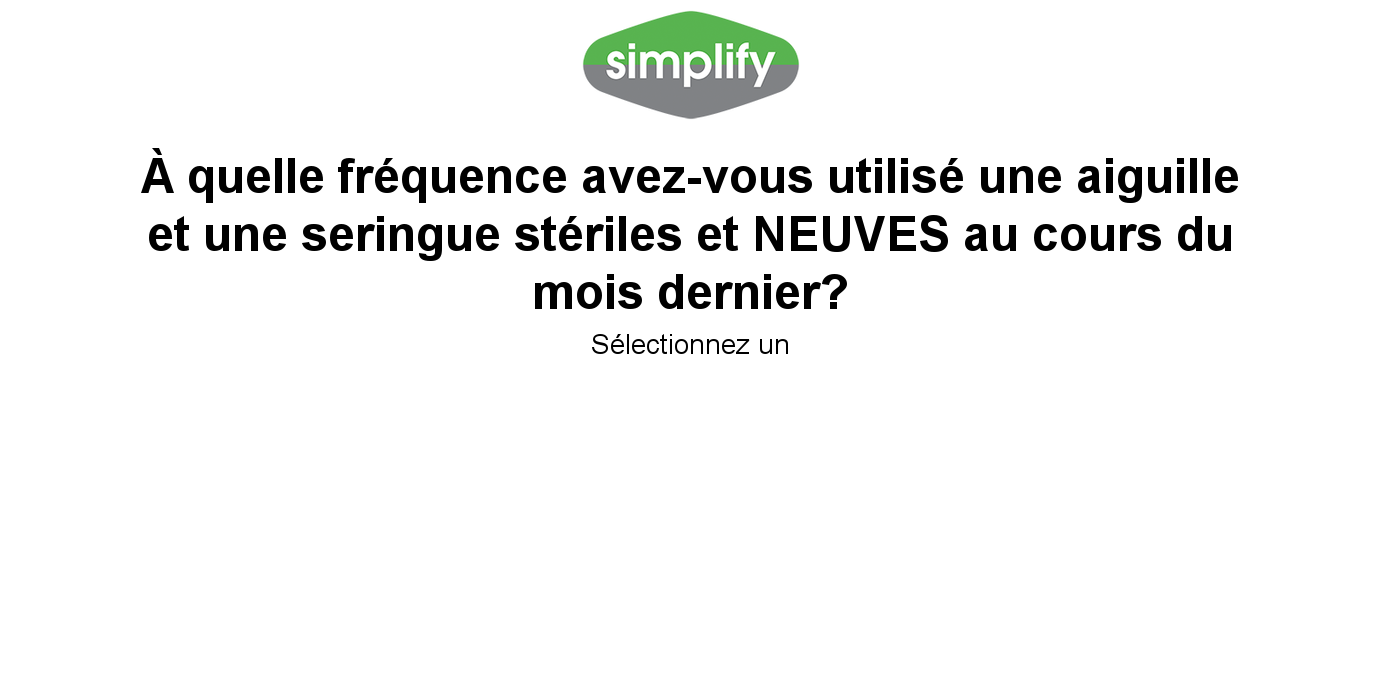 simplify
À quelle fréquence avez-vous utilisé une aiguille
et une seringue stériles et NEUVES au cours du
mois dernier?
Sélectionnez un